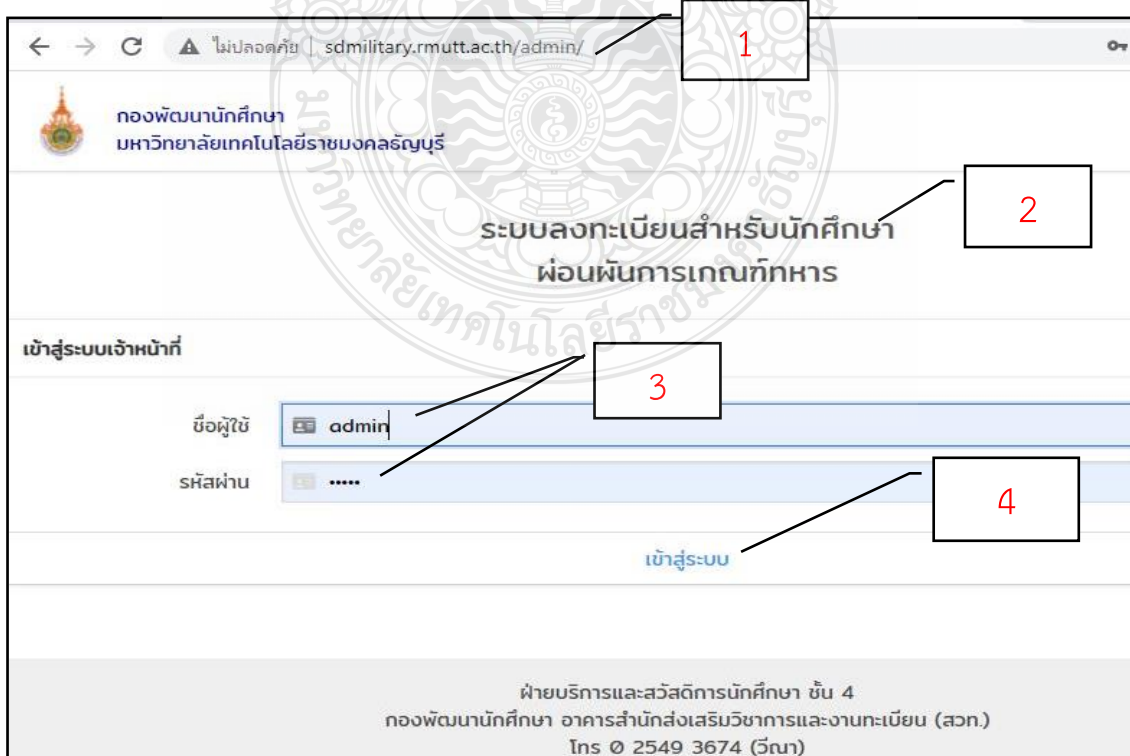 1
ไม่ปลอดภัย | sdmilitary.rmutt.ac.th/admin/
กองพัฒนานักศึกษา
มหาวิทยาลัยเทคโนโลยีราชมงคลธัญบุรี
2
ระบบลงทะเบียนสำหรับนักศึกษา
ผ่อนผันการเกณฑ์ทหาร
เข้าสู่ระบบเจ้าหน้าที่
3
ชื่อผู้ใช้ admin
รหัสผ่าน •••••
4
เข้าสู่ระบบ
ฝ่ายบริการและสวัสดิการนักศึกษา ชั้น 4
กองพัฒนานักศึกษา อาคารสำนักส่งเสริมวิชาการและงานทะเบียน (สวท.)
โทร 0 2549 3674 (วีณา)